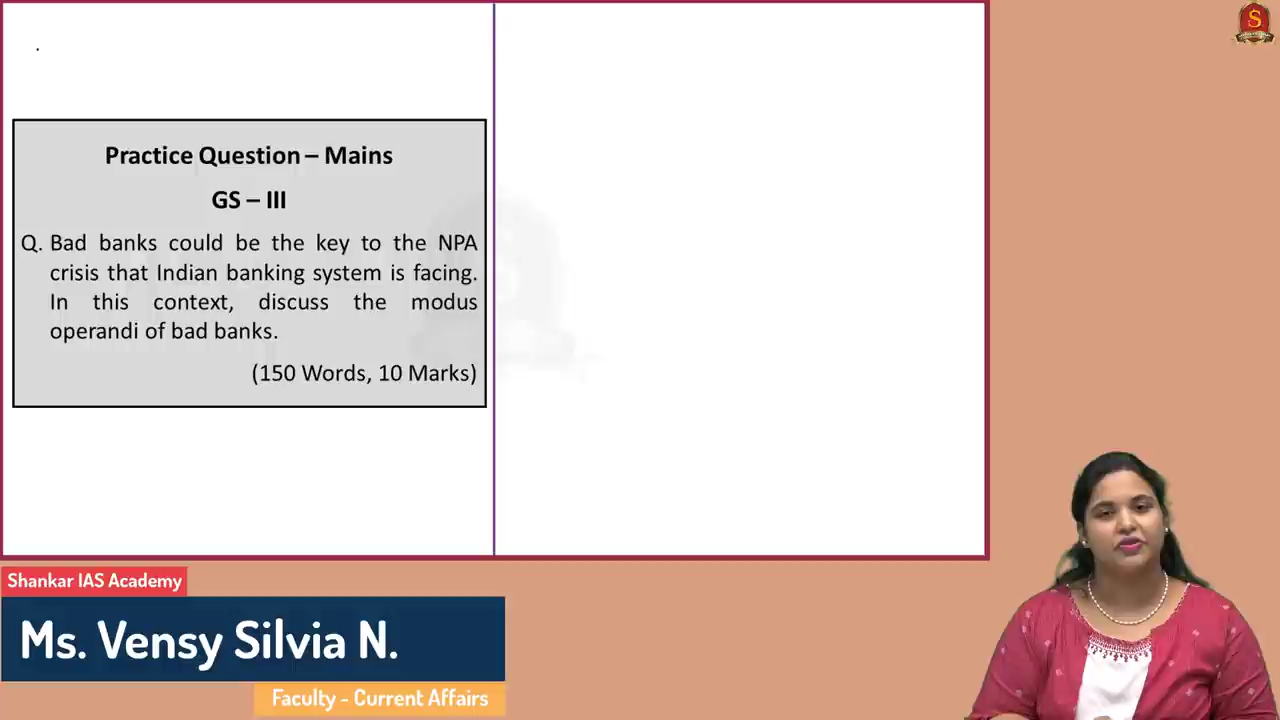 Practice Question – Mains
GS – III
Q. Bad banks could be the key to the NPA
crisis that Indian banking system is facing.
In this context, discuss the modus
operandi of bad banks.
(150 Words, 10 Marks)
S
Shankar IAS Academy
Ms. Vensy Silvia N.
Faculty - Current Affairs